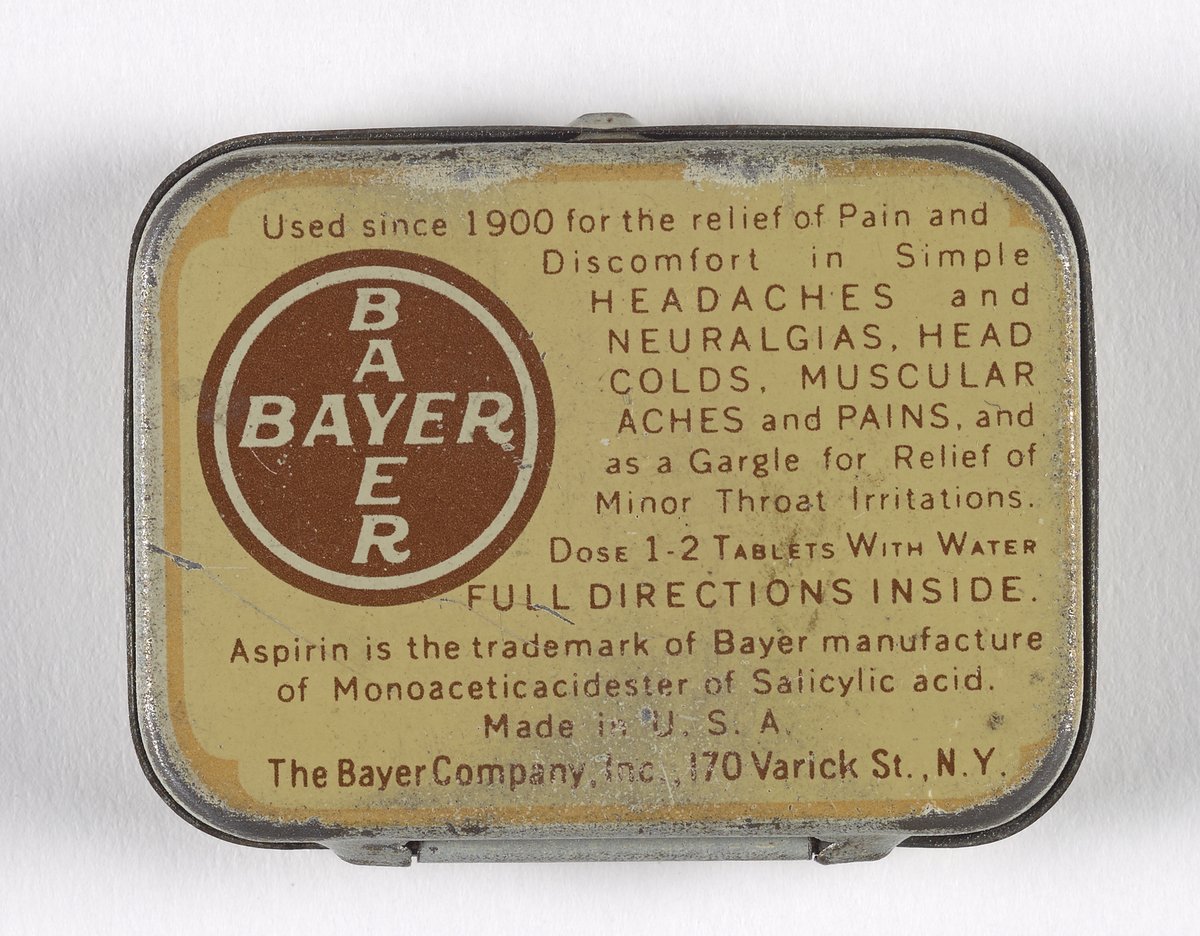 Used since 1900 for the relief of Pain and
Discomfort in Simple
HEADACHES and
NEURALGIAS, HEAD
COLDS, MUSCULAR
ACHES and PAINS, and
as a Gargle for Relief of
Minor Throat Irritations.
BAYER
BAYER
DOSE 1-2 TABLETS WITH WATER
FULL DIRECTIONS INSIDE.
Aspirin is the trademark of Bayer manufacture
of Monoaceticacidester of Salicylic acid.
Made in U. S. A.
The Bayer Company, Inc., 170 Varick St., N. Y.